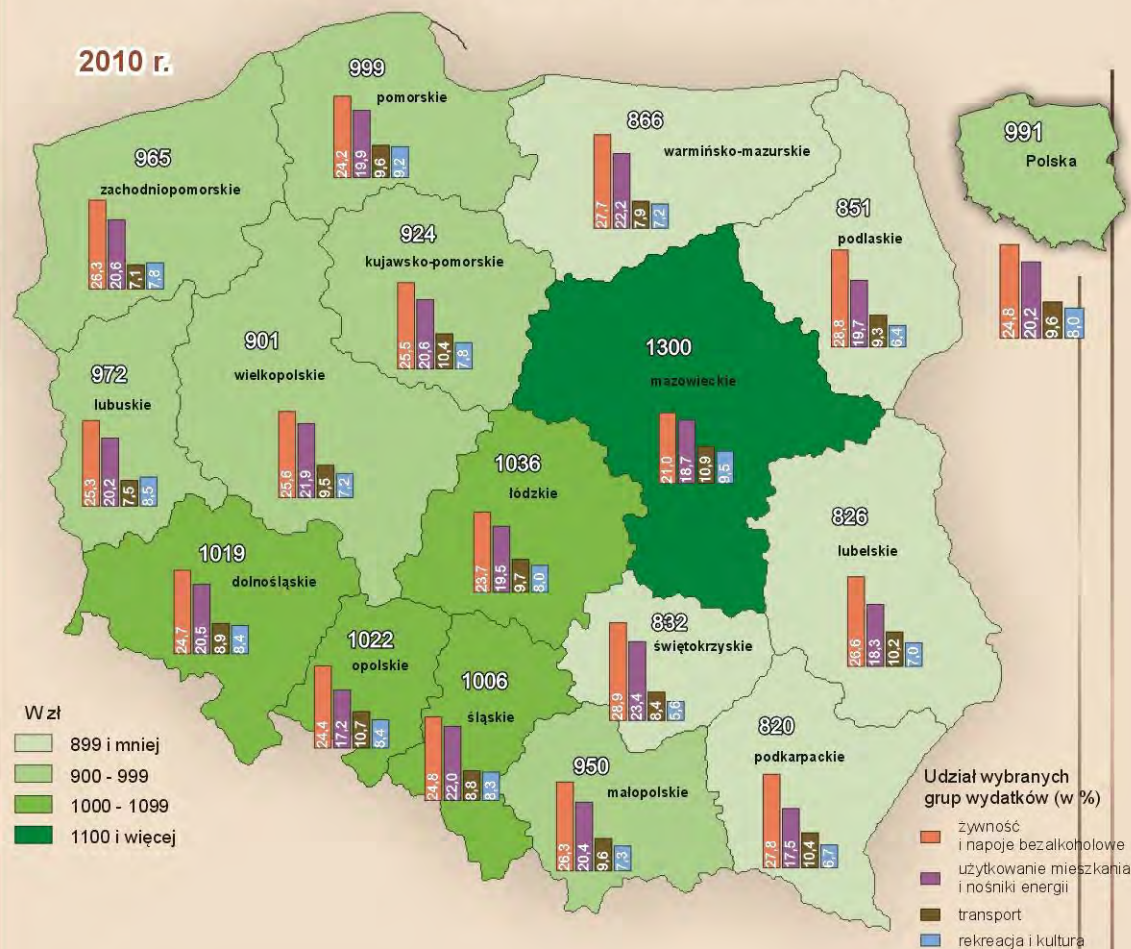 2010 r.
999
pomorskie
24,2 19,9 9,6 9,2
866
warmińsko-mazurskie
27,7 22,2 7,9 7,2
991
Polska
24,8 20,2 9,6 8,0
965
zachodniopomorskie
26,3 20,6 7,1 7,8
924
kujawsko-pomorskie
25,5 20,6 10,4 7,8
851
podlaskie
28,8 19,7 9,3 6,4
901
wielkopolskie
25,6 21,9 9,5 7,2
1300
mazowieckie
21,0 18,7 10,9 9,5
972
lubuskie
25,3 20,2 7,5 8,5
1036
łódzkie
23,7 19,5 9,7 8,0
826
lubelskie
26,6 18,3 10,2 7,0
1019
dolnośląskie
24,7 20,5 8,9 8,4
1022
opolskie
24,4 17,2 10,7 8,4
1006
śląskie
24,8 22,0 8,8 8,3
832
świętokrzyskie
28,9 23,4 8,4 5,6
950
małopolskie
26,3 20,4 9,6 7,3
820
podkarpackie
27,8 17,5 10,4 6,7
W zł
899 i mniej
900 - 999
1000 - 1099
1100 i więcej
Udział wybranych
grup wydatków (w %)
żywność
i napoje bezalkoholowe
użytkowanie mieszkania
i nośniki energii
transport
rekreacja i kultura